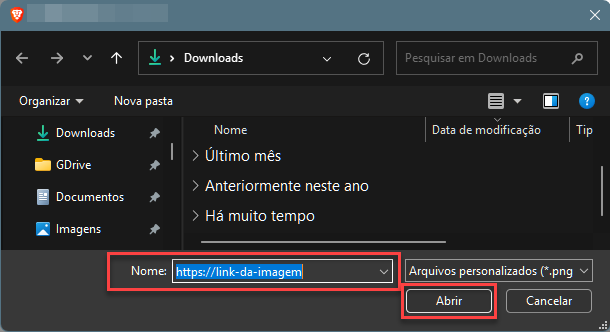 Downloads
Pesquisar em Downloads
Organizar
Nova pasta
Nome Data de modificação Tip
Downloads
GDrive
Documentos
Imagens
Último mês
Anteriormente neste ano
Há muito tempo
Nome: https://link-da-imagem Arquivos personalizados (*.png
Abrir Cancelar